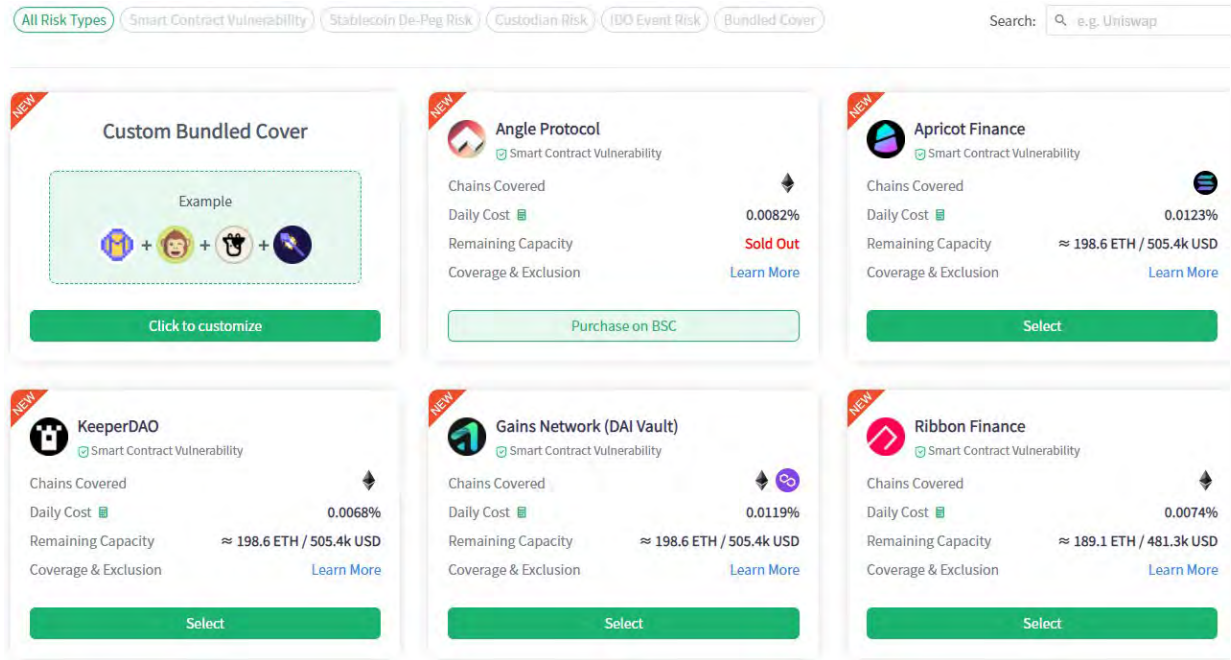 All Risk Types Smart Contract Vulnerability Stablecoin De-Peg Risk Custodian Risk IDO Event Risk Bundled Cover Search: e.g. Uniswap
NEW
Custom Bundled Cover
Example
+ + +
Click to customize
NEW
Angle Protocol
Smart Contract Vulnerability
Chains Covered
Daily Cost 0.0082%
Remaining Capacity Sold Out
Coverage & Exclusion Learn More
Purchase on BSC
NEW
Apricot Finance
Smart Contract Vulnerability
Chains Covered
Daily Cost 0.0123%
Remaining Capacity ≈ 198.6 ETH / 505.4k USD
Coverage & Exclusion Learn More
Select
NEW
KeeperDAO
Smart Contract Vulnerability
Chains Covered
Daily Cost 0.0068%
Remaining Capacity ≈ 198.6 ETH / 505.4k USD
Coverage & Exclusion Learn More
Select
NEW
Gains Network (DAI Vault)
Smart Contract Vulnerability
Chains Covered
Daily Cost 0.0119%
Remaining Capacity ≈ 198.6 ETH / 505.4k USD
Coverage & Exclusion Learn More
Select
NEW
Ribbon Finance
Smart Contract Vulnerability
Chains Covered
Daily Cost 0.0074%
Remaining Capacity ≈ 189.1 ETH / 481.3k USD
Coverage & Exclusion Learn More
Select